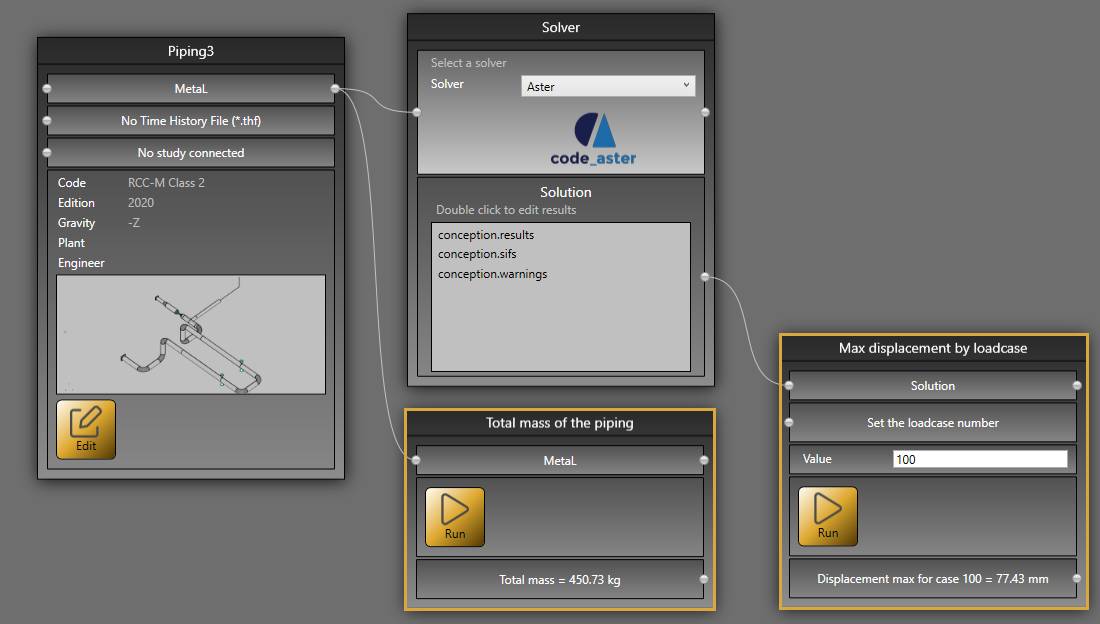 Piping3
MetaL
No Time History File (*.thf)
No study connected
Code RCC-M Class 2
Edition 2020
Gravity -Z
Plant
Engineer
Edit
Solver
Select a solver
Solver Aster
code_aster
Solution
Double click to edit results
conception.results
conception.sifs
conception.warnings
Total mass of the piping
MetaL
Run
Total mass = 450.73 kg
Max displacement by loadcase
Solution
Set the loadcase number
Value 100
Run
Displacement max for case 100 = 77.43 mm